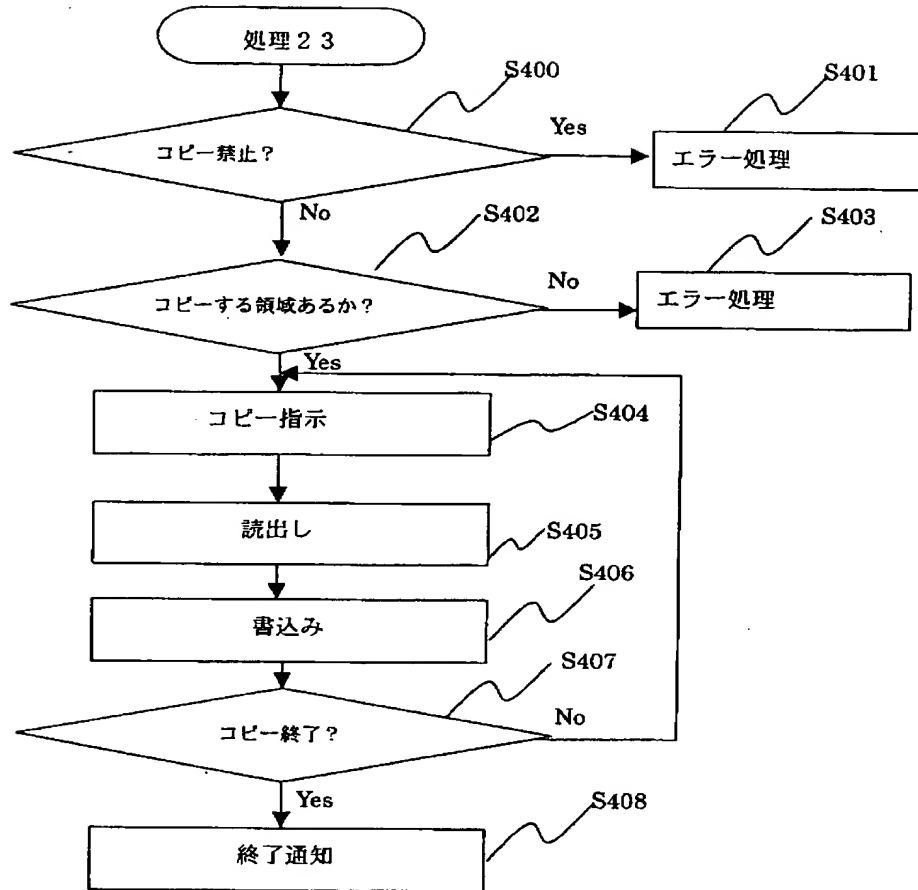 処理23
S400
S401
コピー禁止?
Yes
エラー処理
No
S402
S403
コピーする領域あるか?
No
エラー処理
Yes
コピー指示
S404
読出し
S405
S406
書込み
S407
コピー終了?
No
Yes
S408
終了通知